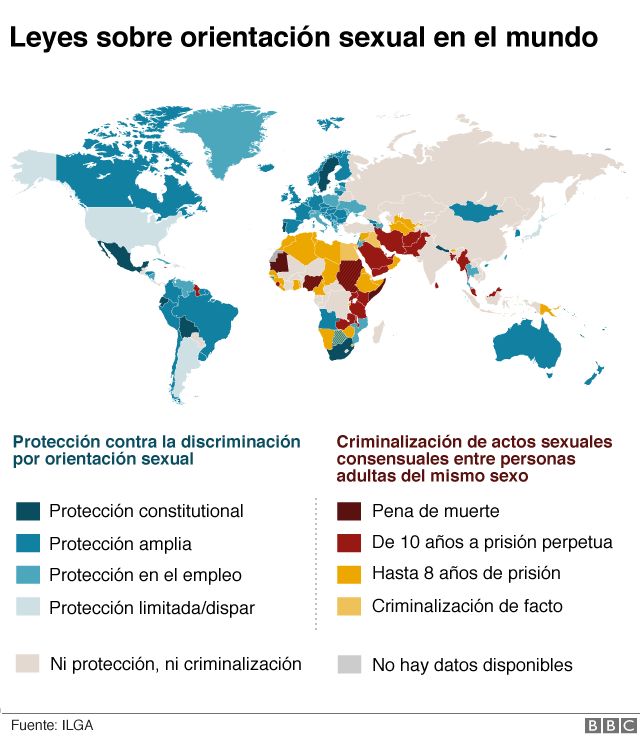 Leyes sobre orientación sexual en el mundo
Protección contra la discriminación
por orientación sexual
Protección constitutional
Protección amplia
Protección en el empleo
Protección limitada/dispar
Ni protección, ni criminalización
Criminalización de actos sexuales
consensuales entre personas
adultas del mismo sexo
Pena de muerte
De 10 años a prisión perpetua
Hasta 8 años de prisión
Criminalización de facto
No hay datos disponibles
Fuente: ILGA
BBC